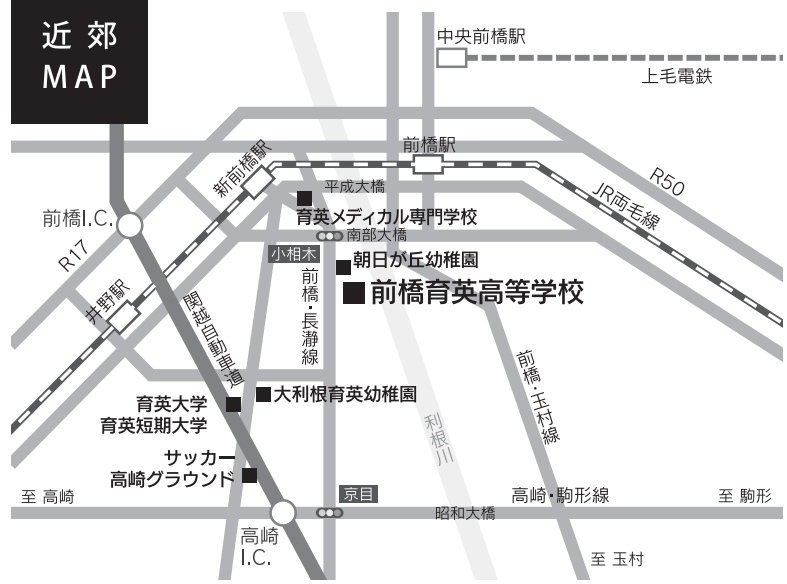 近郊
MAP
中央前橋駅
上毛電鉄
前橋駅
新前橋駅
R50
JR両毛線
平成大橋
育英メディカル専門学校
前橋I.C.
南部大橋
R17
小相木
朝日が丘幼稚園
前橋育英高等学校
井野駅
前橋・長瀞線
関越自動車道
前橋・玉村線
大利根育英幼稚園
育英大学
育英短期大学
利根川
サッカー
高崎グラウンド
至 高崎
京目
高崎・駒形線
至 駒形
昭和大橋
高崎
I.C.
至 玉村